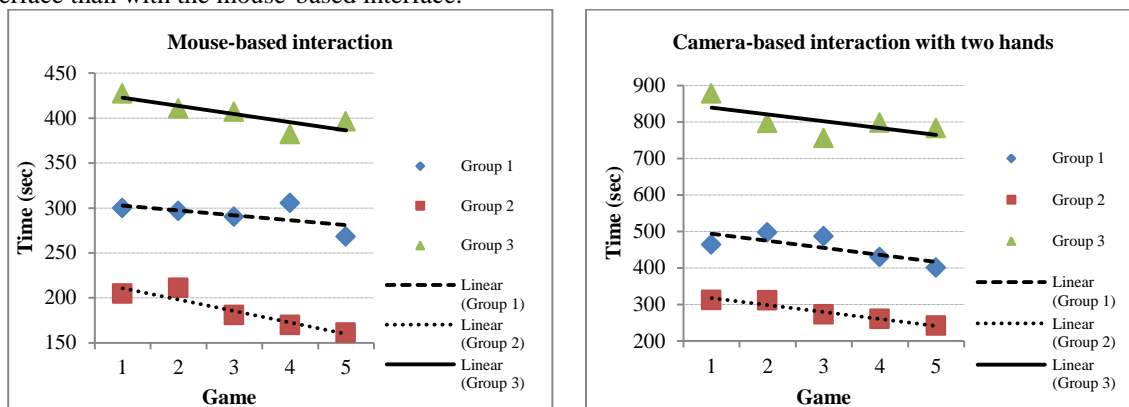 than with the mouse-based interface.
Mouse-based interaction
450
400
350
300
250
200
150
1 2 3 4 5
Time (sec)
Game
Group 1
Group 2
Group 3
Linear
(Group 1)
Linear
(Group 2)
Linear
(Group 3)
Camera-based interaction with two hands
900
800
700
600
500
400
300
200
1 2 3 4 5
Time (sec)
Game
Group 1
Group 2
Group 3
Linear
(Group 1)
Linear
(Group 2)
Linear
(Group 3)